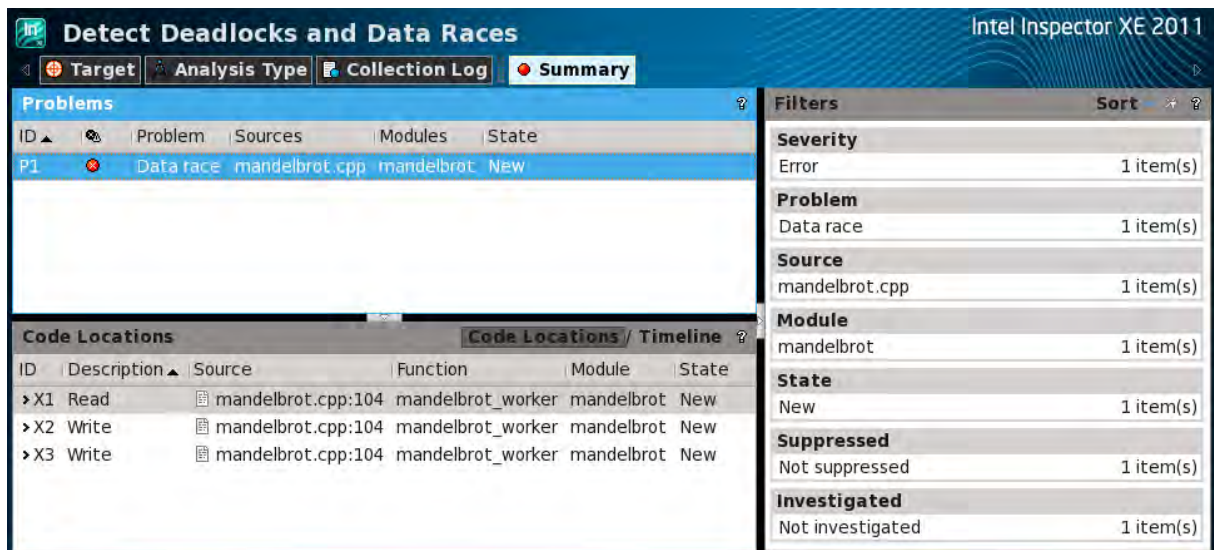 Detect Deadlocks and Data Races
Intel Inspector XE 2011
Target Analysis Type Collection Log Summary
Problems ?
ID Problem Sources Modules State
P1 Data race mandelbrot.cpp mandelbrot New
Code Locations Code Locations / Timeline ?
ID Description Source Function Module State
X1 Read mandelbrot.cpp:104 mandelbrot_worker mandelbrot New
X2 Write mandelbrot.cpp:104 mandelbrot_worker mandelbrot New
X3 Write mandelbrot.cpp:104 mandelbrot_worker mandelbrot New
Filters Sort ?
Severity
Error 1 item(s)
Problem
Data race 1 item(s)
Source
mandelbrot.cpp 1 item(s)
Module
mandelbrot 1 item(s)
State
New 1 item(s)
Suppressed
Not suppressed 1 item(s)
Investigated
Not investigated 1 item(s)